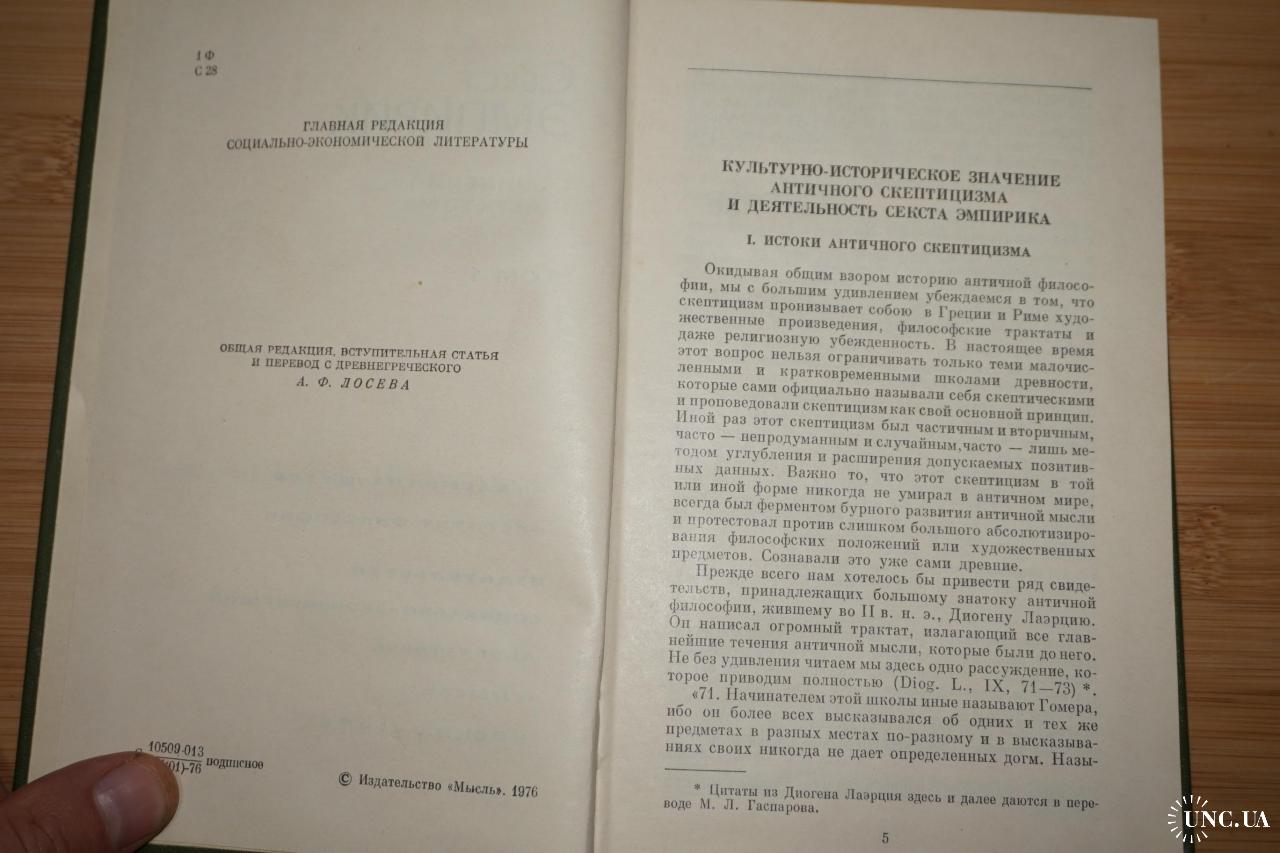 1 Ф
С 28
ГЛАВНАЯ РЕДАКЦИЯ
СОЦИАЛЬНО-ЭКОНОМИЧЕСКОЙ ЛИТЕРАТУРЫ
ОБЩАЯ РЕДАКЦИЯ, ВСТУПИТЕЛЬНАЯ СТАТЬЯ
И ПЕРЕВОД С ДРЕВНЕГРЕЧЕСКОГО
А. Ф. ЛОСЕВА
10509-013
01)-76
подписное
© Издательство «Мысль». 1976
КУЛЬТУРНО-ИСТОРИЧЕСКОЕ ЗНАЧЕНИЕ
АНТИЧНОГО СКЕПТИЦИЗМА
И ДЕЯТЕЛЬНОСТЬ СЕКСТА ЭМПИРИКА
I. ИСТОКИ АНТИЧНОГО СКЕПТИЦИЗМА
Окидывая общим взором историю античной филосо-
фии, мы с большим удивлением убеждаемся в том, что
скептицизм пронизывает собою в Греции и Риме худо-
жественные произведения, философские трактаты и
даже религиозную убежденность. В настоящее время
этот вопрос нельзя ограничивать только теми малочис-
ленными и кратковременными школами древности,
которые сами официально называли себя скептическими
и проповедовали скептицизм как свой основной принцип.
Иной раз этот скептицизм был частичным и вторичным,
часто — непродуманным и случайным, часто — лишь ме-
тодом углубления и расширения допускаемых позитив-
ных данных. Важно то, что этот скептицизм в той
или иной форме никогда не умирал в античном мире,
всегда был ферментом бурного развития античной мысли
и протестовал против слишком большого абсолютизиро-
вания философских положений или художественных
предметов. Сознавали это уже сами древние.
Прежде всего нам хотелось бы привести ряд свиде-
тельств, принадлежащих большому знатоку античной
философии, жившему во II в. н. э., Диогену Лаэрцию.
Он написал огромный трактат, излагающий все глав-
нейшие течения античной мысли, которые были до него.
Не без удивления читаем мы здесь одно рассуждение, ко-
торое приводим полностью (Diog. L., IX, 71—73) *.
«71. Начинателем этой школы иные называют Гомера,
ибо он более всех высказывался об одних и тех же
предметах в разных местах по-разному и в высказыва-
ниях своих никогда не дает определенных догм. Назы-
* Цитаты из Диогена Лаэрция здесь и далее даются в пере-
воде М. Л. Гаспарова.
5
UNC.UA